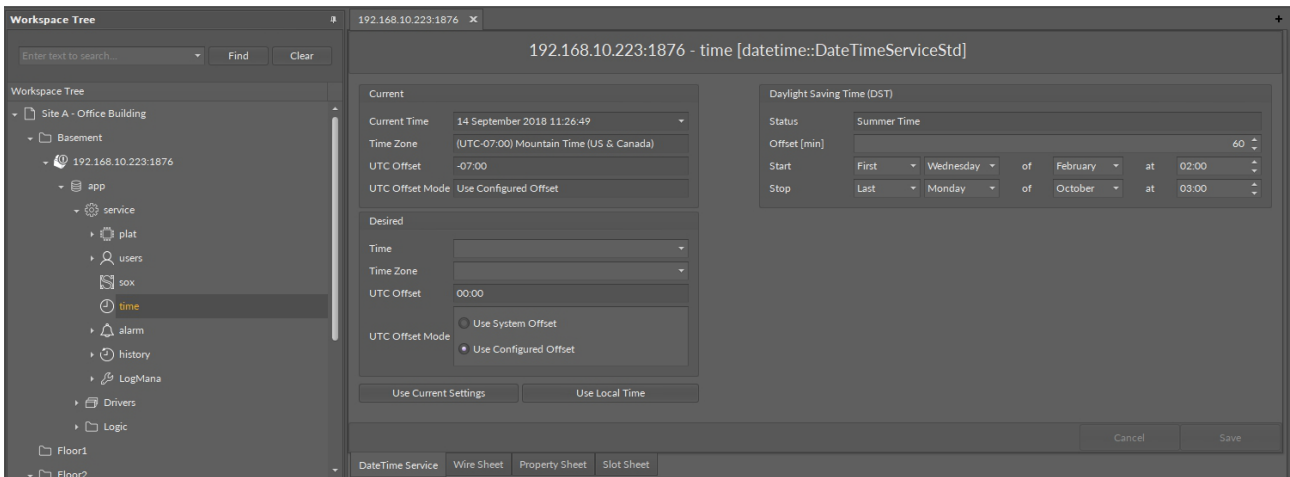 Workspace Tree
Enter text to search...
Find
Clear
Workspace Tree
Site A - Office Building
Basement
192.168.10.223:1876
app
service
plat
users
sox
time
alarm
history
LogMana
Drivers
Logic
Floor1
Floor2
192.168.10.223:1876
192.168.10.223:1876 - time [datetime::DateTimeServiceStd]
Current
Current Time 14 September 2018 11:26:49
Time Zone (UTC-07:00) Mountain Time (US & Canada)
UTC Offset -07:00
UTC Offset Mode Use Configured Offset
Desired
Time
Time Zone
UTC Offset 00:00
UTC Offset Mode
Use System Offset
Use Configured Offset
Use Current Settings
Use Local Time
Daylight Saving Time (DST)
Status Summer Time
Offset [min] 60
Start First Wednesday of February at 02:00
Stop Last Monday of October at 03:00
Cancel
Save
DateTime Service
Wire Sheet
Property Sheet
Slot Sheet